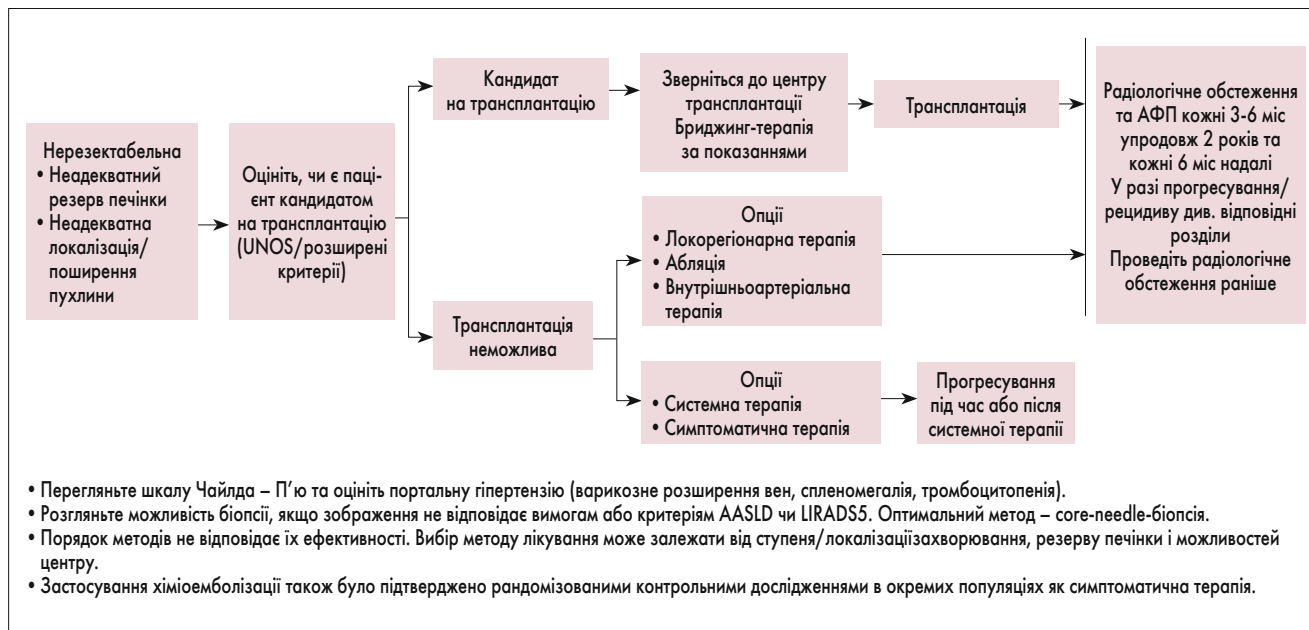 Нерезектабельна
• Неадекватний
резерв печінки
• Неадекватна
локалізація/
поширення
пухлини
Оцініть, чи є паці-
єнт кандидатом
на трансплантацію
(UNOS/розширені
критерії)
Кандидат
на трансплантацію
Зверніться до центру
трансплантації
Бриджинг-терапія
за показаннями
Трансплантація
Трансплантація
неможлива
Опції
• Локорегіонарна терапія
• Абляція
• Внутрішньоартеріальна
терапія
Опції
• Системна терапія
• Симптоматична терапія
Прогресування
під час або після
системної терапії
Радіологічне обстеження
та АФП кожні 3-6 міс
упродовж 2 років та
кожні 6 міс надалі
У разі прогресування/
рецидиву див. відповідні
розділи
Проведіть радіологічне
обстеження раніше
• Перегляньте шкалу Чайлда – П’ю та оцініть портальну гіпертензію (варикозне розширення вен, спленомегалія, тромбоцитопенія).
• Розгляньте можливість біопсії, якщо зображення не відповідає вимогам або критеріям AASLD чи LIRADS5. Оптимальний метод – core-needle-біопсія.
• Порядок методів не відповідає їх ефективності. Вибір методу лікування може залежати від ступеня/локалізаціїзахворювання, резерву печінки і можливостей
центру.
• Застосування хіміоемболізації також було підтверджено рандомізованими контрольними дослідженнями в окремих популяціях як симптоматична терапія.